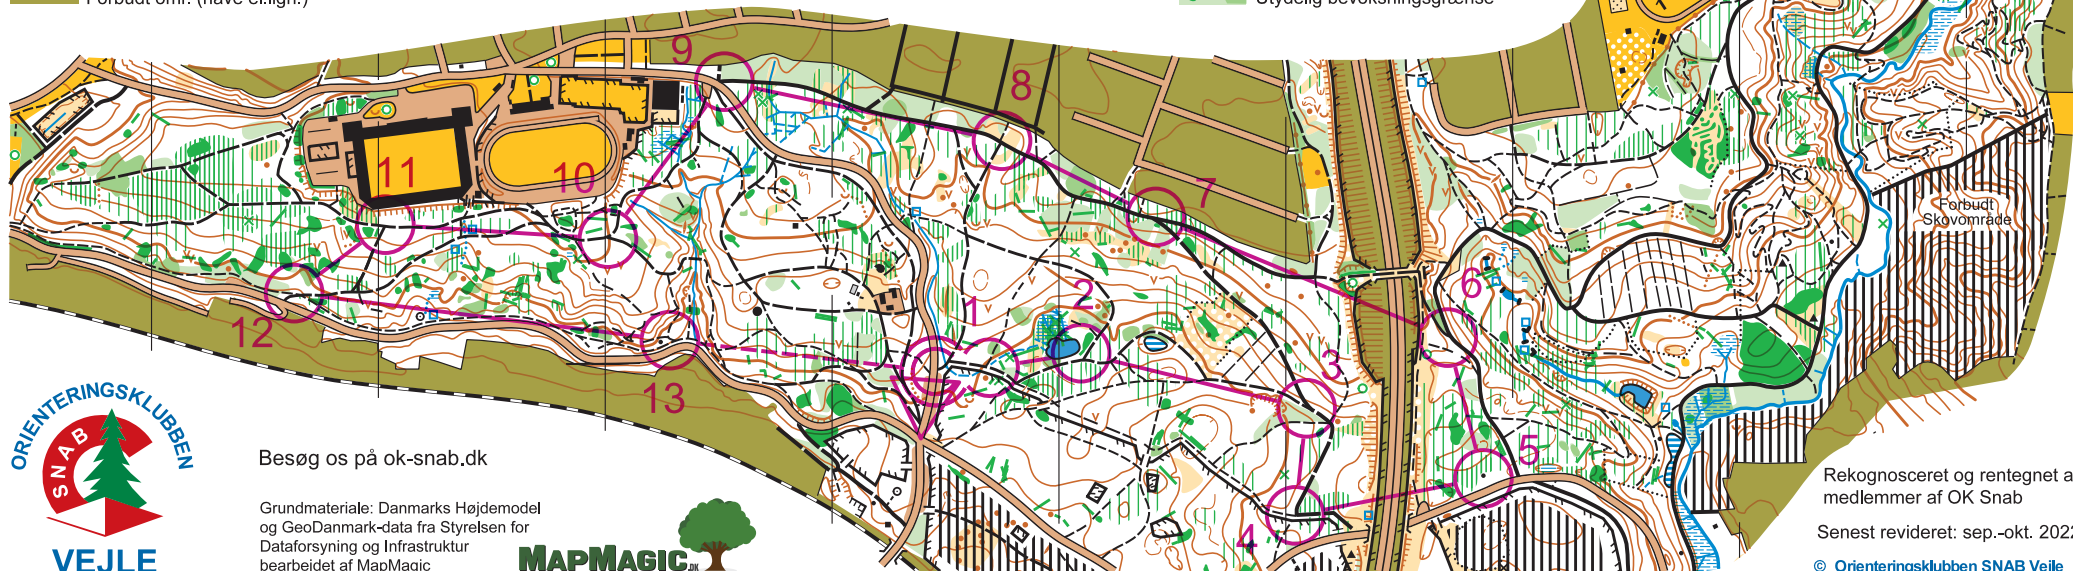 Forbudt omr. (have el.lign.)
Utydelig bevoksningsgrænse
9
8
11
10
7
6
1
2
12
13
3
5
4
Forbudt
Skovområde
ORIENTERINGSKLUBBEN
SNAB
VEJLE
Besøg os på ok-snab.dk
Grundmateriale: Danmarks Højdemodel
og GeoDanmark-data fra Styrelsen for
Dataforsyning og Infrastruktur
bearbeidet af MapMagic
MAPMAGIC.DK
Rekognosceret og rentegnet a
medlemmer af OK Snab
Senest revideret: sep.-okt. 2022
© Orienteringsklubben SNAB Vejle